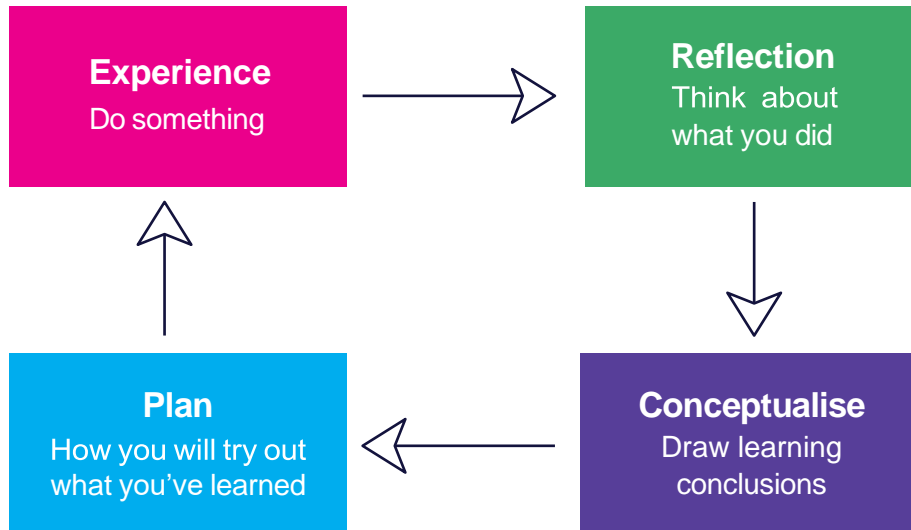 Experience
Do something
Reflection
Think about
what you did
Plan
How you will try out
what you’ve learned
Conceptualise
Draw learning
conclusions